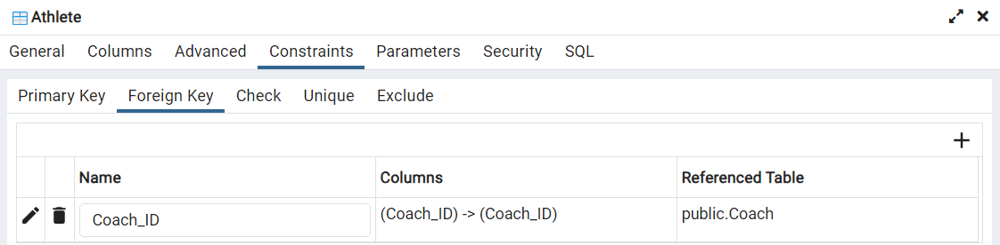 Athlete
General Columns Advanced Constraints Parameters Security SQL
Primary Key Foreign Key Check Unique Exclude
Name Columns Referenced Table
Coach_ID (Coach_ID) -> (Coach_ID) public.Coach